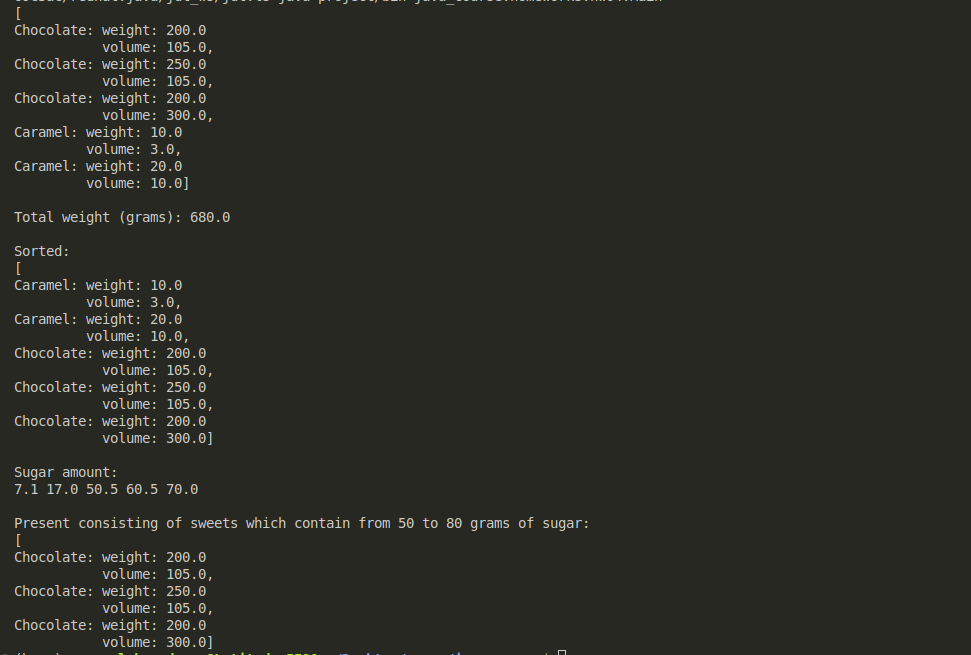 [
Chocolate: weight: 200.0
volume: 105.0,
Chocolate: weight: 250.0
volume: 105.0,
Chocolate: weight: 200.0
volume: 300.0,
Caramel: weight: 10.0
volume: 3.0,
Caramel: weight: 20.0
volume: 10.0]
Total weight (grams): 680.0
Sorted:
[
Caramel: weight: 10.0
volume: 3.0,
Caramel: weight: 20.0
volume: 10.0,
Chocolate: weight: 200.0
volume: 105.0,
Chocolate: weight: 250.0
volume: 105.0,
Chocolate: weight: 200.0
volume: 300.0]
Sugar amount:
7.1 17.0 50.5 60.5 70.0
Present consisting of sweets which contain from 50 to 80 grams of sugar:
[
Chocolate: weight: 200.0
volume: 105.0,
Chocolate: weight: 250.0
volume: 105.0,
Chocolate: weight: 200.0
volume: 300.0]